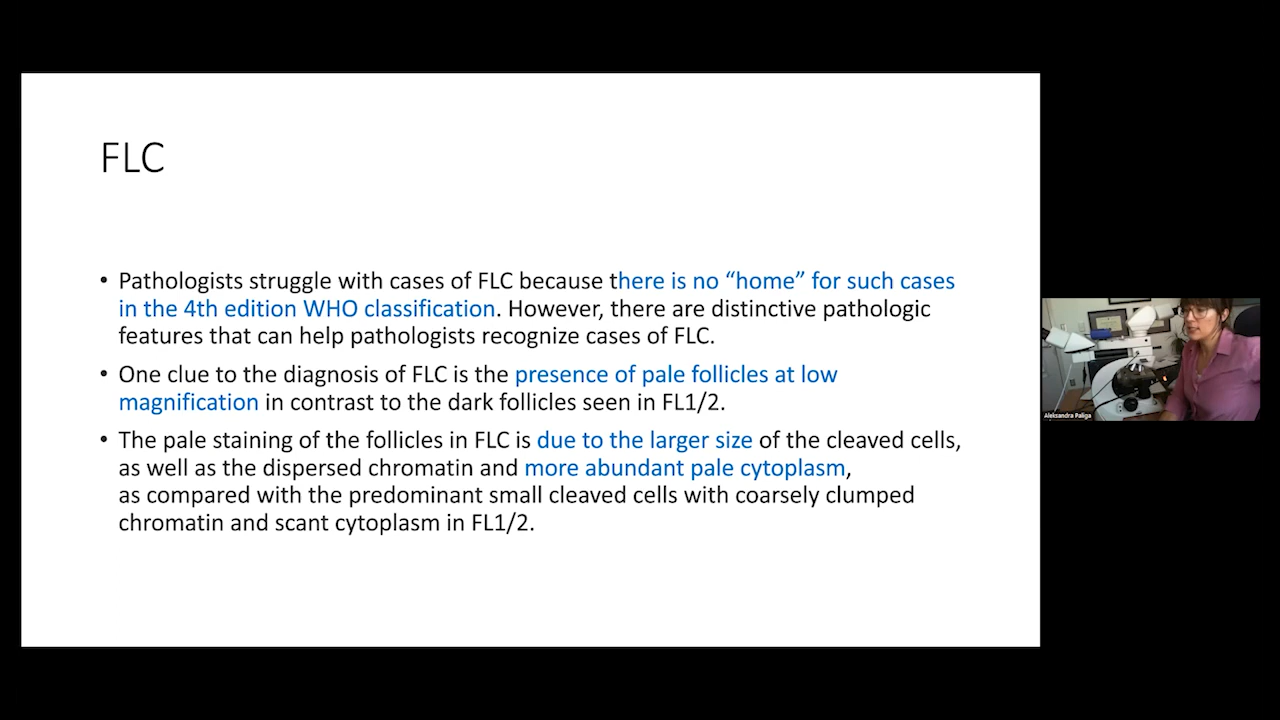 FLC
• Pathologists struggle with cases of FLC because there is no “home” for such cases
in the 4th edition WHO classification. However, there are distinctive pathologic
features that can help pathologists recognize cases of FLC.
• One clue to the diagnosis of FLC is the presence of pale follicles at low
magnification in contrast to the dark follicles seen in FL1/2.
• The pale staining of the follicles in FLC is due to the larger size of the cleaved cells,
as well as the dispersed chromatin and more abundant pale cytoplasm,
as compared with the predominant small cleaved cells with coarsely clumped
chromatin and scant cytoplasm in FL1/2.
Aleksandra Paliga